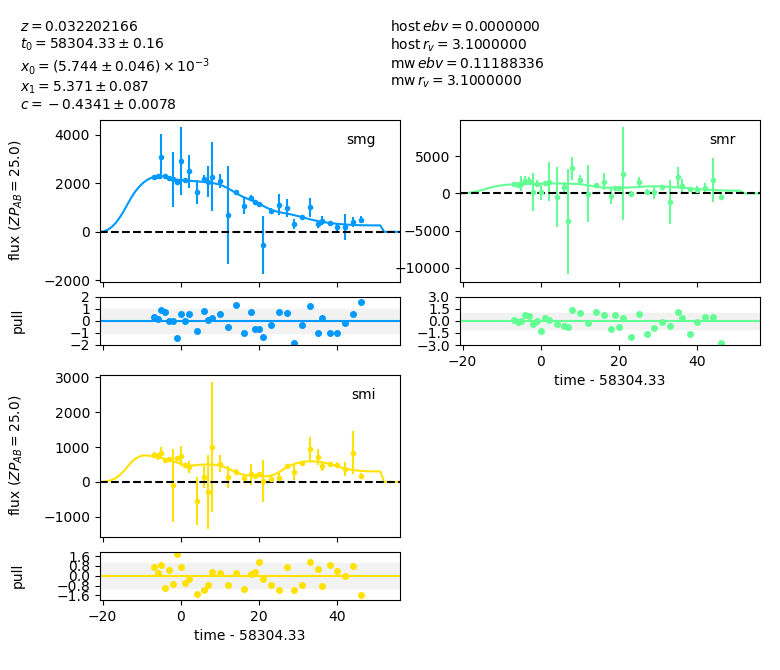 z = 0.032202166
t₀ = 58304.33 ± 0.16
x₀ = (5.744 ± 0.046) × 10⁻³
x₁ = 5.371 ± 0.087
c = −0.4341 ± 0.0078
host ebv = 0.0000000
host r_v = 3.1000000
mw ebv = 0.11188336
mw r_v = 3.1000000
smg
flux (ZP_AB = 25.0)
4000
2000
0
−2000
pull
2
1
0
−1
−2
smr
5000
0
−5000
−10000
3.0
1.5
0.0
−1.5
−3.0
−20
0
20
40
time - 58304.33
smi
flux (ZP_AB = 25.0)
3000
2000
1000
0
−1000
pull
1.6
0.8
0.0
−0.8
−1.6
−20
0
20
40
time - 58304.33